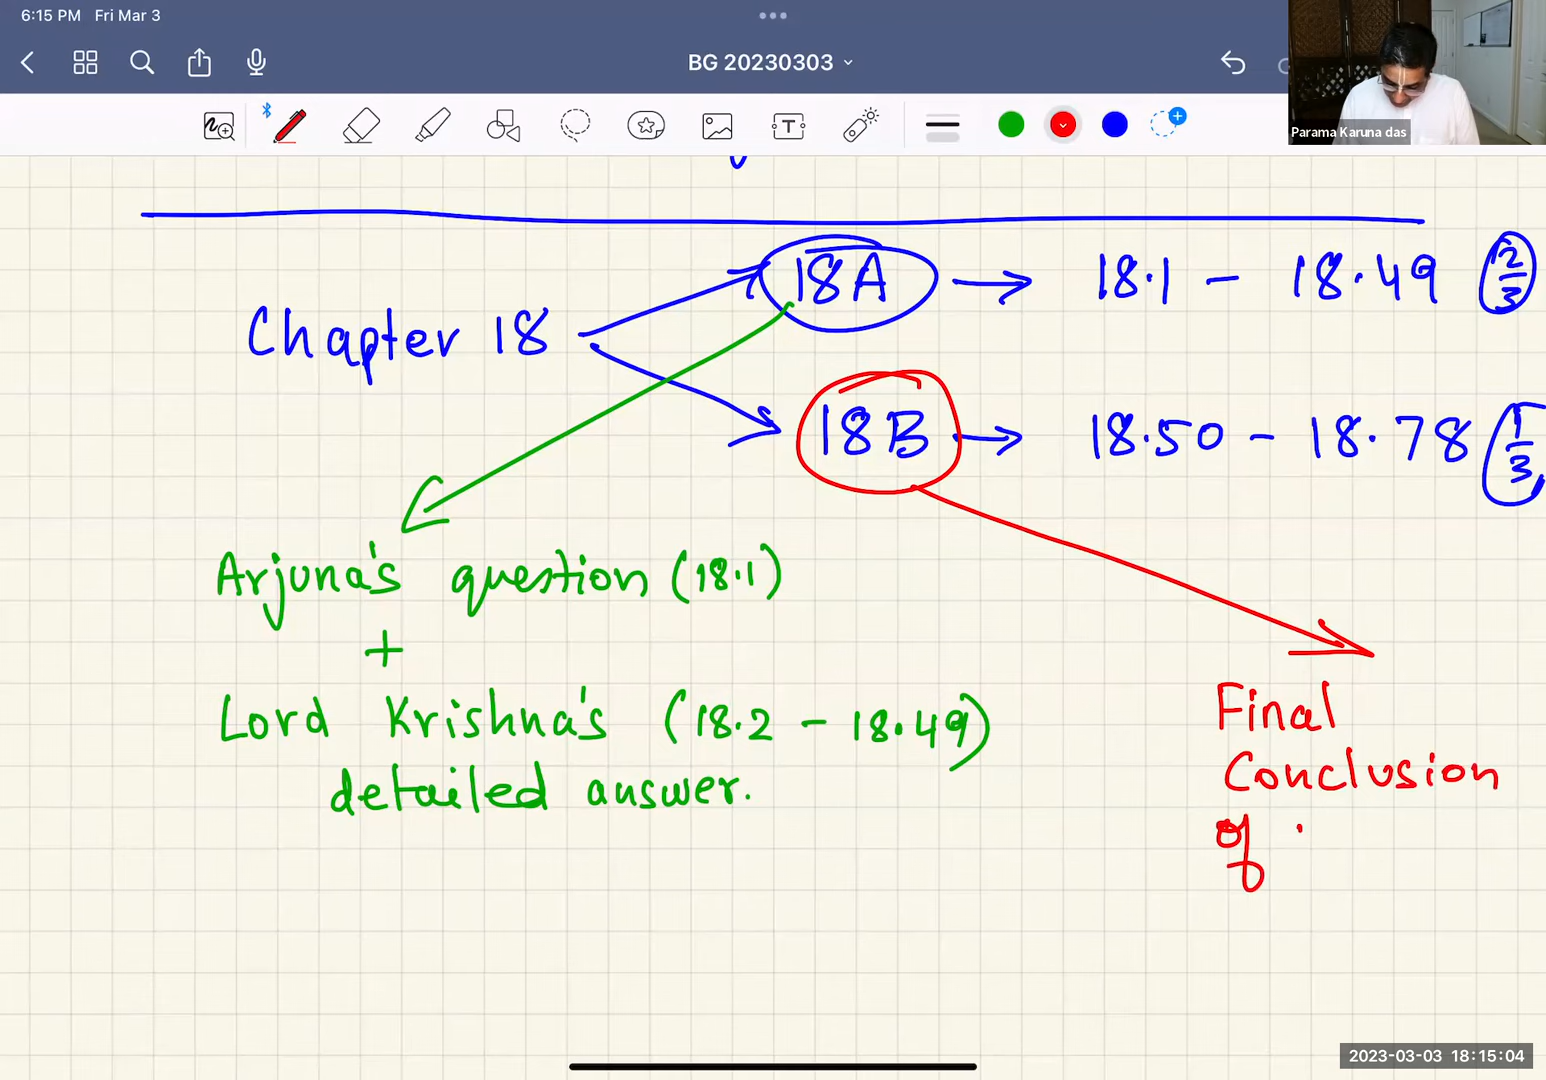 6:15 PM Fri Mar 3
BG 20230303
Parama Karuna das
18A → 18.1 - 18.49 2/3
Chapter 18
18B → 18.50 - 18.78 1/3
Arjuna's question (18.1)
+
Lord Krishna's (18.2 - 18.49)
detailed answer.
Final
Conclusion
of
2023-03-03 18:15:04